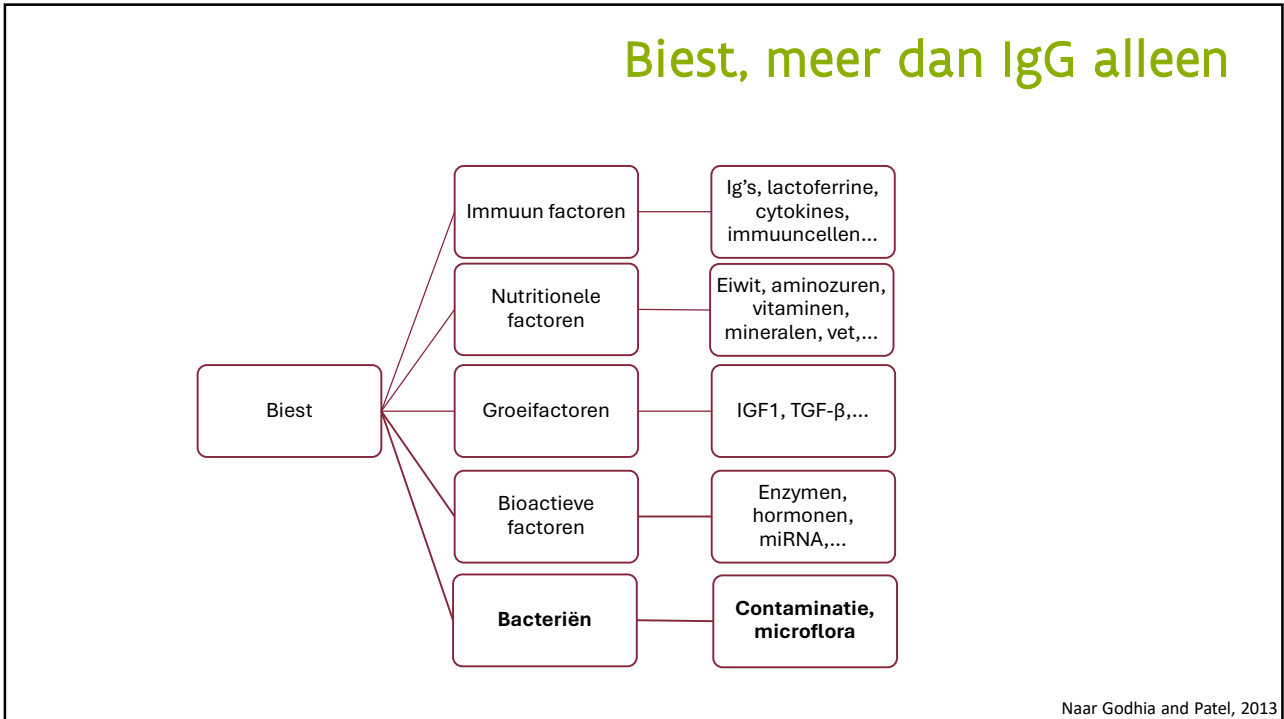 Biest, meer dan IgG alleen
Immuun factoren
Ig's, lactoferrine,
cytokines,
immuuncellen...
Nutritionele
factoren
Eiwit, aminozuren,
vitaminen,
mineralen, vet,...
Biest
Groeifactoren
IGF1, TGF-β,...
Bioactieve
factoren
Enzymen,
hormonen,
miRNA,...
Bacteriën
Contaminatie,
microflora
Naar Godhia and Patel, 2013